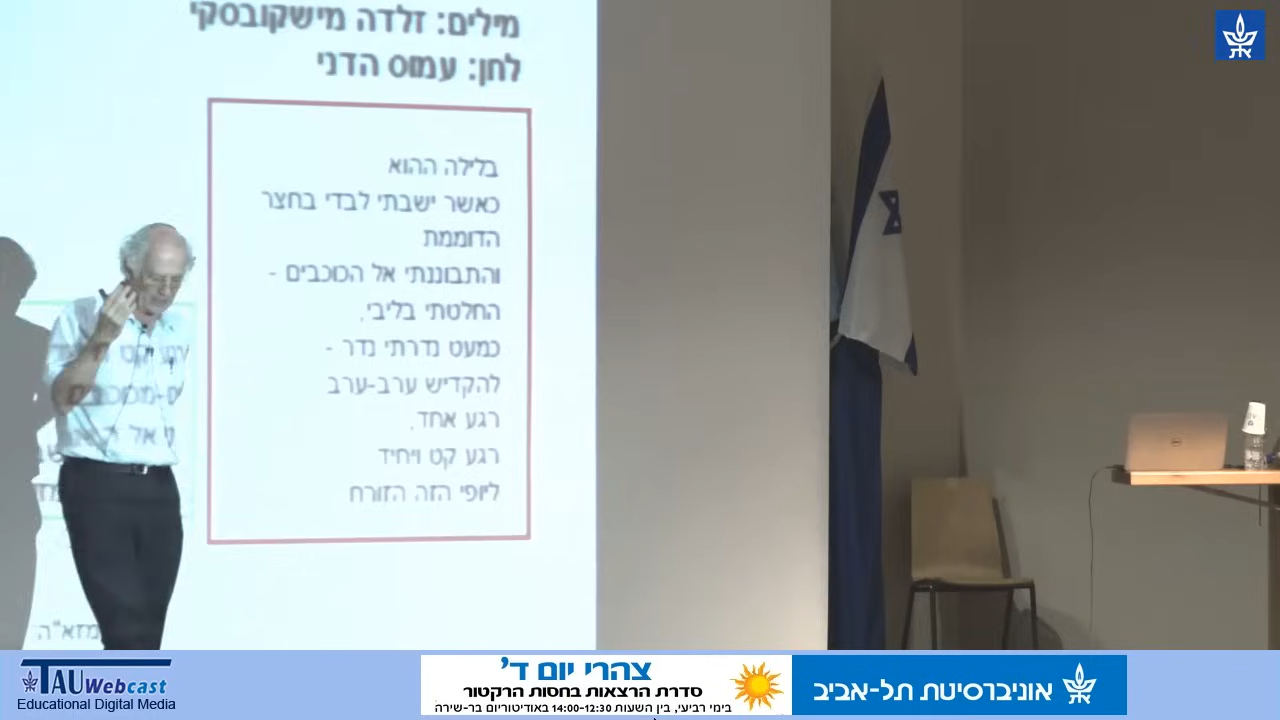 מילים: זלדה מישקובסקי
לחן: עמוס הדני
בלילה ההוא
כאשר ישבתי לבדי בחצר
הדוממת
והתבוננתי אל הכוכבים -
החלטתי בליבי.
כמעט נדרתי נדר -
להקדיש ערב-ערב
רגע אחד.
רגע קט ויחיד
ליופי הזה הזורח
TAU Webcast
Educational Digital Media
צהרי יום ד'
סדרת הרצאות בחסות הרקטור
בימי רביעי, בין השעות 14:00-12:30 באודיטוריום בר-שירה
אוניברסיטת תל-אביב